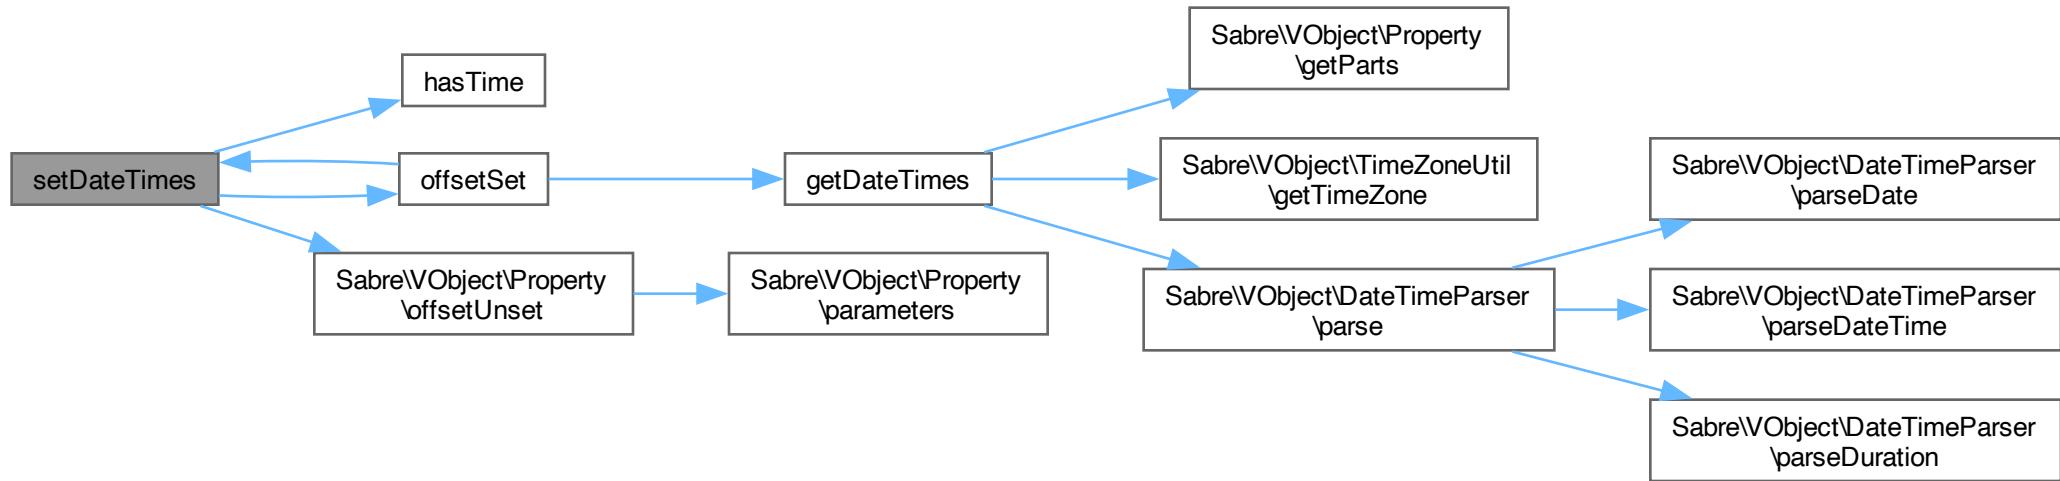 setDateTimes
hasTime
offsetSet
Sabre\VObject\Property
\offsetUnset
getDateTimes
Sabre\VObject\Property
\parameters
Sabre\VObject\Property
\getParts
Sabre\VObject\TimeZoneUtil
\getTimeZone
Sabre\VObject\DateTimeParser
\parse
Sabre\VObject\DateTimeParser
\parseDate
Sabre\VObject\DateTimeParser
\parseDateTime
Sabre\VObject\DateTimeParser
\parseDuration